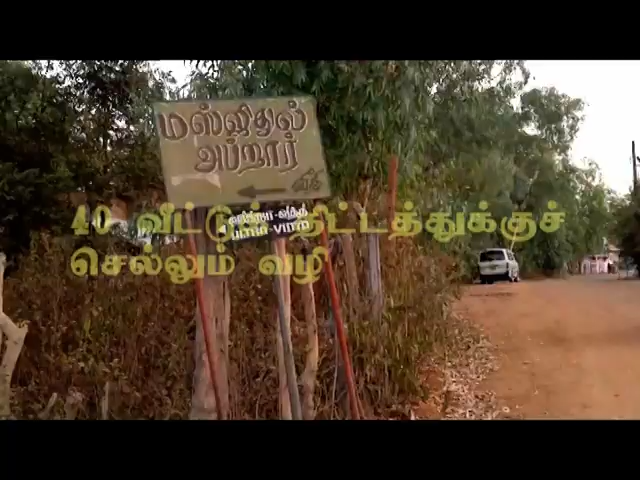 மஸ்ஜிதுல்
அப்றார்
40 வீட்டுத் திட்டத்துக்குச்
செல்லும் வழி